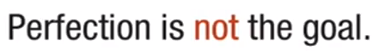 Perfection is not the goal.